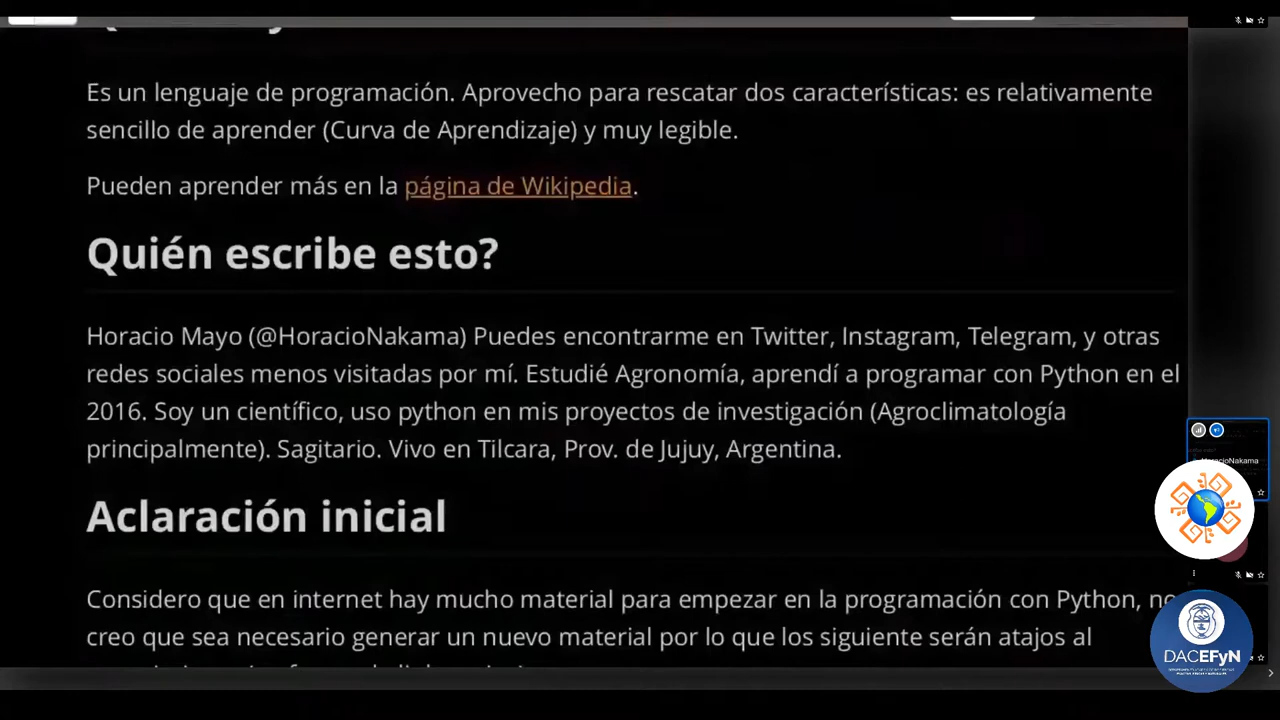 Es un lenguaje de programación. Aprovecho para rescatar dos características: es relativamente
sencillo de aprender (Curva de Aprendizaje) y muy legible.
Pueden aprender más en la página de Wikipedia.
Quién escribe esto?
Horacio Mayo (@HoracioNakama) Puedes encontrarme en Twitter, Instagram, Telegram, y otras
redes sociales menos visitadas por mí. Estudié Agronomía, aprendí a programar con Python en el
2016. Soy un científico, uso python en mis proyectos de investigación (Agroclimatología
principalmente). Sagitario. Vivo en Tilcara, Prov. de Jujuy, Argentina.
HoracioNakama
Aclaración inicial
Considero que en internet hay mucho material para empezar en la programación con Python, no
creo que sea necesario generar un nuevo material por lo que los siguiente serán atajos al
DACEFyN